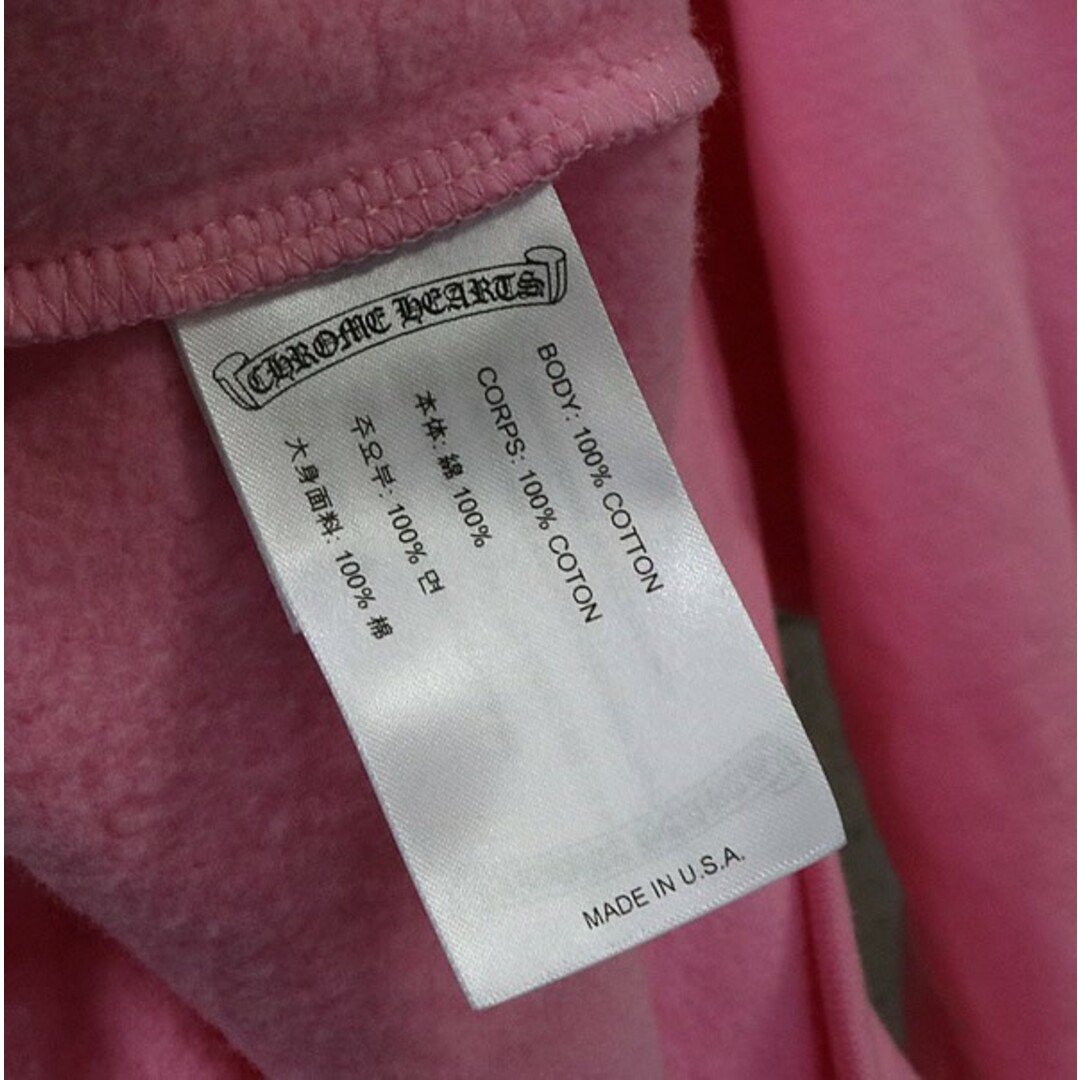 CHROME HEARTS
BODY: 100% COTTON
CORPS: 100% COTON
本体: 綿 100%
주요부: 100% 면
大身面料: 100% 棉
MADE IN U.S.A.